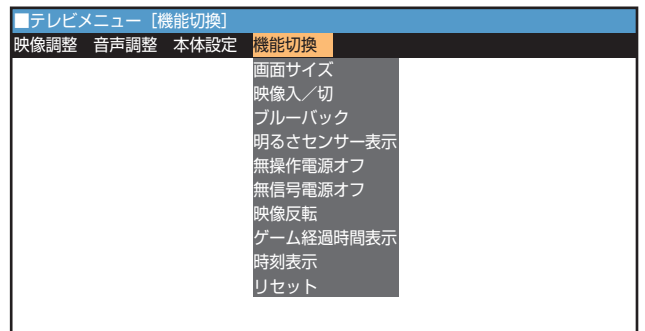 ■テレビメニュー［機能切換］
映像調整 音声調整 本体設定 機能切換
画面サイズ
映像入／切
ブルーバック
明るさセンサー表示
無操作電源オフ
無信号電源オフ
映像反転
ゲーム経過時間表示
時刻表示
リセット